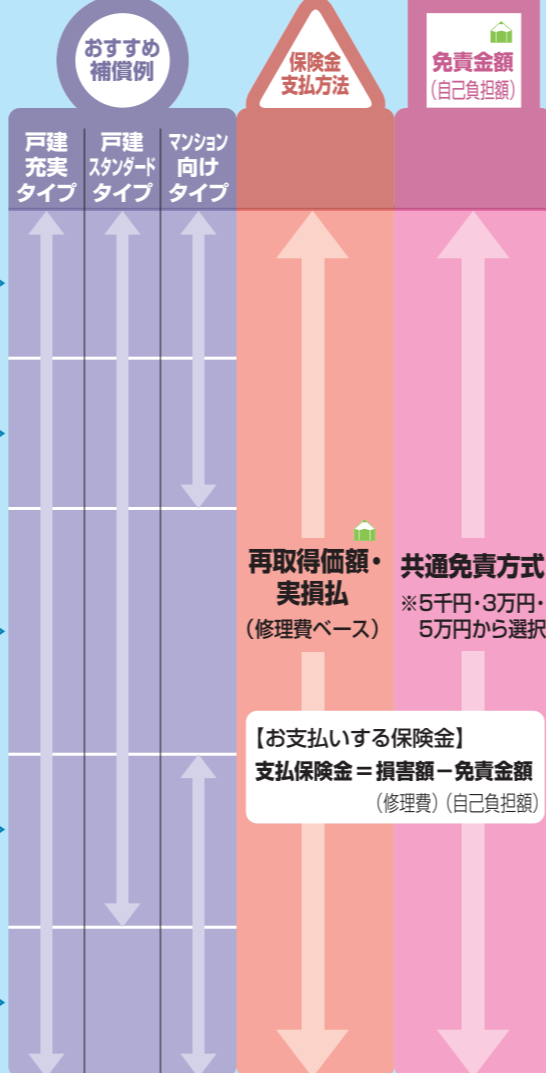 おすすめ
補償例
保険金
支払方法
免責金額
（自己負担額）
戸建
充実
タイプ
戸建
スタンダード
タイプ
マンション
向け
タイプ
再取得価額・
実損払
（修理費ベース）
共通免責方式
※5千円・3万円・
5万円から選択
【お支払いする保険金】
支払保険金＝損害額－免責金額
（修理費）（自己負担額）